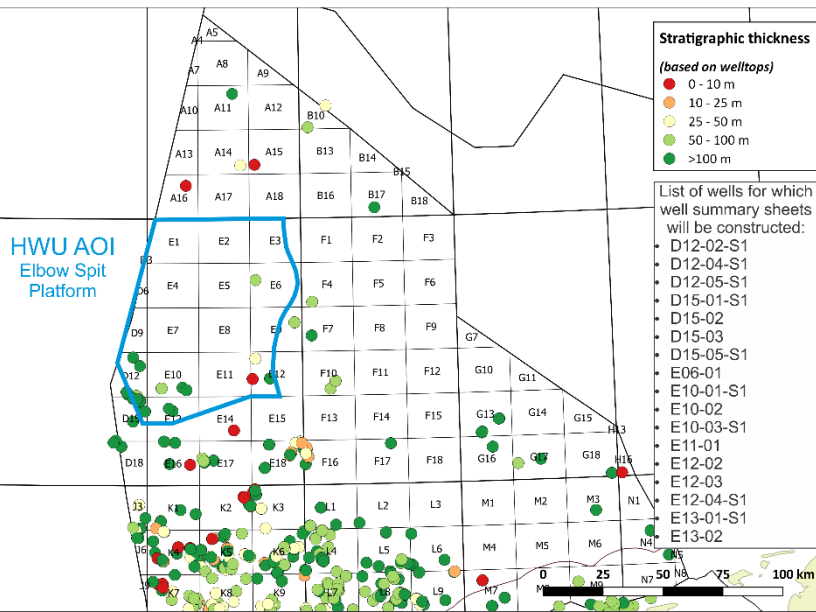 A5
A4
A8
A7
A9
A10
A11
A12
B10
A13
A14
A15
B13
B14
B15
A16
A17
A18
B16
B17
B18
E1
E2
E3
F1
F2
F3
D3
D6
E4
E5
E6
F4
F5
F6
D9
E7
E8
E9
F7
F8
F9
G7
D12
E10
E11
E12
F10
F11
F12
G10
G11
D15
E13
E14
E15
F13
F14
F15
G13
G14
G15
H13
D18
E16
E17
E18
F16
F17
F18
G16
G17
G18
H16
J3
K1
K2
K3
L1
L2
L3
M1
M2
M3
N1
J6
K4
K5
K6
L4
L5
L6
M4
M5
M6
N4
N5
J9
K7
K8
K9
L7
L8
L9
M7
N7
N8
HWU AOI
Elbow Spit
Platform
Stratigraphic thickness
(based on welltops)
0 - 10 m
10 - 25 m
25 - 50 m
50 - 100 m
>100 m
List of wells for which
well summary sheets
will be constructed:
• D12-02-S1
• D12-04-S1
• D12-05-S1
• D15-01-S1
• D15-02
• D15-03
• D15-05-S1
• E06-01
• E10-01-S1
• E10-02
• E10-03-S1
• E11-01
• E12-02
• E12-03
• E12-04-S1
• E13-01-S1
• E13-02
0 25 50 75 100 km